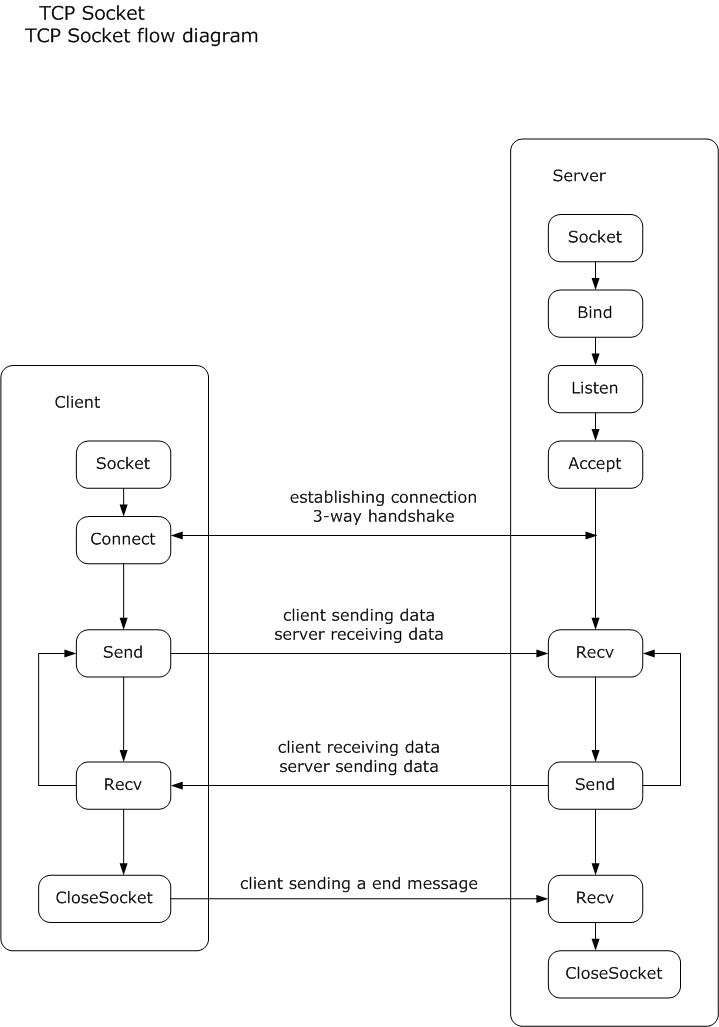 TCP Socket
TCP Socket flow diagram
Server
Socket
Bind
Listen
Client
Accept
Socket
establishing connection
3-way handshake
Connect
client sending data
server receiving data
Send
Recv
client receiving data
server sending data
Recv
Send
client sending a end message
CloseSocket
Recv
CloseSocket